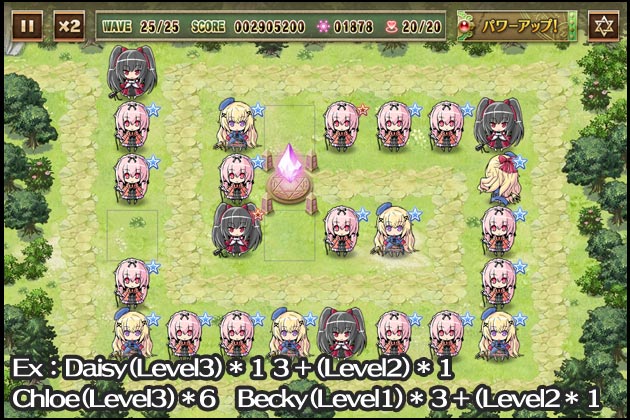 ×2 WAVE 25/25 SCORE 002905200 01878 20/20 パワーアップ!
Ex：Daisy(Level3)＊１３＋(Level2)＊１
Chloe(Level3)＊6　Becky(Level1)＊３＋(Level2＊１